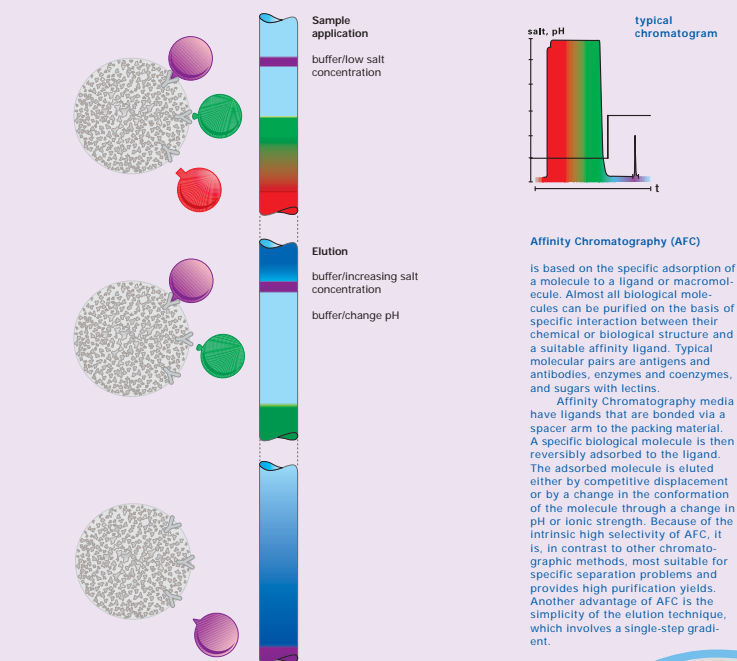 Sample
application
buffer/low salt
concentration
Elution
buffer/increasing salt
concentration
buffer/change pH
typical
chromatogram
salt, pH
t
Affinity Chromatography (AFC)
is based on the specific adsorption of
a molecule to a ligand or macromol-
ecule. Almost all biological mole-
cules can be purified on the basis of
specific interaction between their
chemical or biological structure and
a suitable affinity ligand. Typical
molecular pairs are antigens and
antibodies, enzymes and coenzymes,
and sugars with lectins.
Affinity Chromatography media
have ligands that are bonded via a
spacer arm to the packing material.
A specific biological molecule is then
reversibly adsorbed to the ligand.
The adsorbed molecule is eluted
either by competitive displacement
or by a change in the conformation
of the molecule through a change in
pH or ionic strength. Because of the
intrinsic high selectivity of AFC, it
is, in contrast to other chromato-
graphic methods, most suitable for
specific separation problems and
provides high purification yields.
Another advantage of AFC is the
simplicity of the elution technique,
which involves a single-step gradi-
ent.